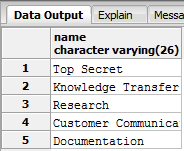 Data Output Explain Messa
name
character varying(26)
1 Top Secret
2 Knowledge Transfer
3 Research
4 Customer Communica
5 Documentation